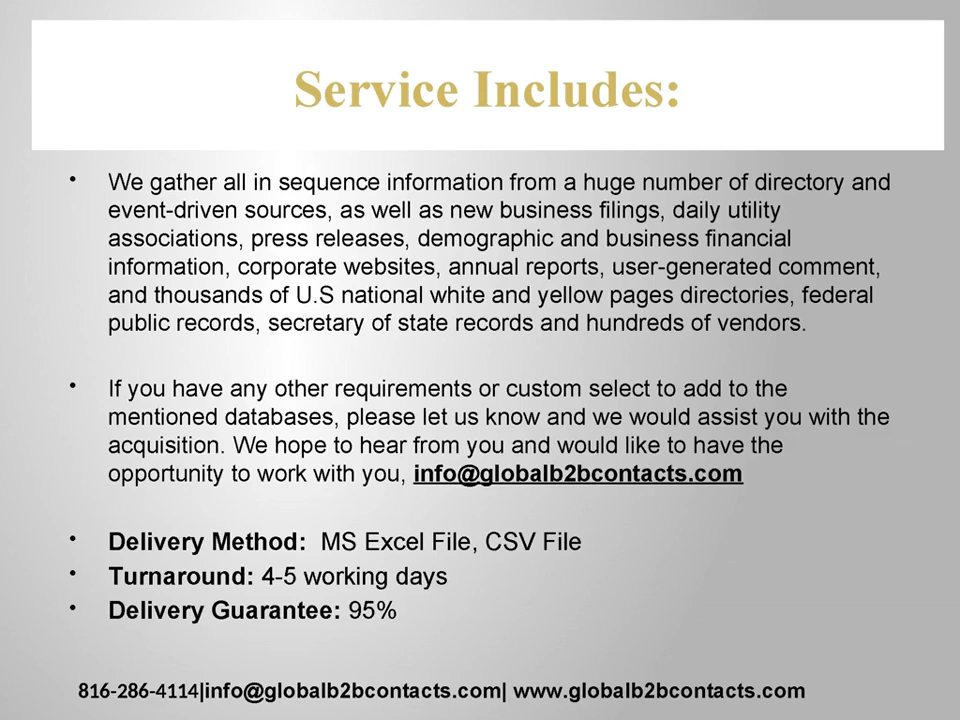 Service Includes:
• We gather all in sequence information from a huge number of directory and
event-driven sources, as well as new business filings, daily utility
associations, press releases, demographic and business financial
information, corporate websites, annual reports, user-generated comment,
and thousands of U.S national white and yellow pages directories, federal
public records, secretary of state records and hundreds of vendors.
• If you have any other requirements or custom select to add to the
mentioned databases, please let us know and we would assist you with the
acquisition. We hope to hear from you and would like to have the
opportunity to work with you, info@globalb2bcontacts.com
• Delivery Method: MS Excel File, CSV File
• Turnaround: 4-5 working days
• Delivery Guarantee: 95%
816-286-4114|info@globalb2bcontacts.com| www.globalb2bcontacts.com